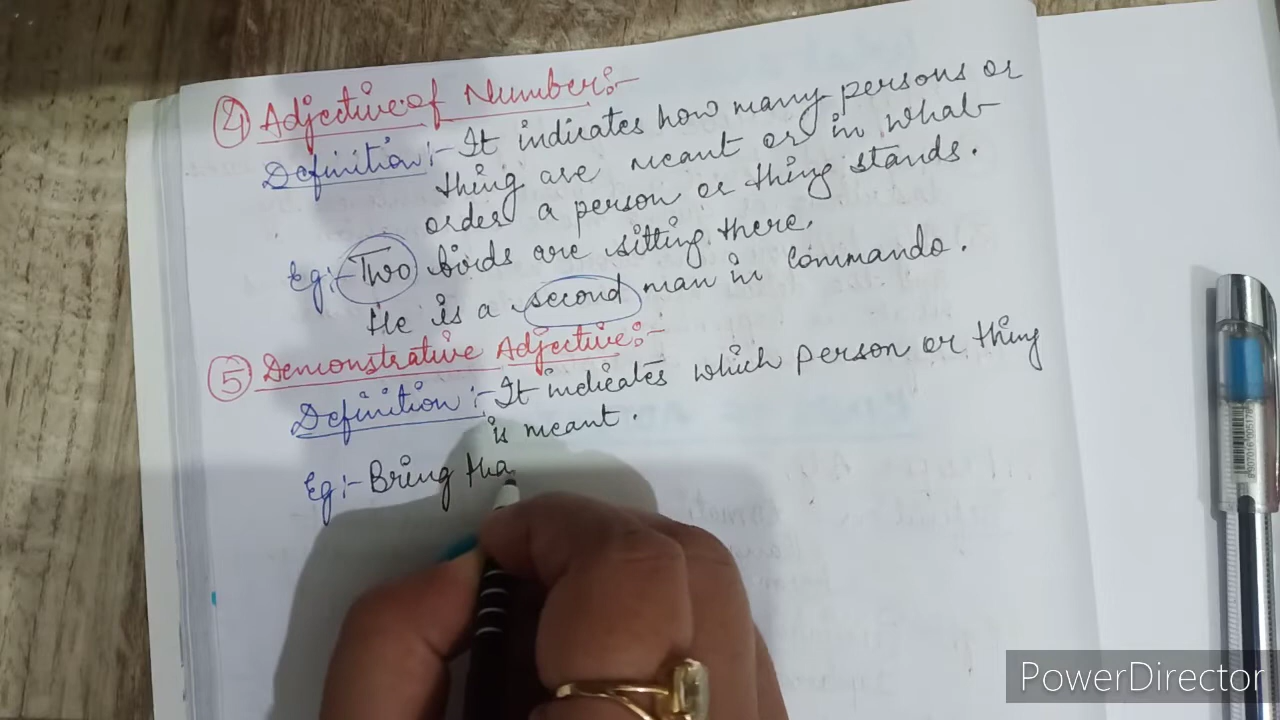 ④ Adjective of Number:-
Definition:- It indicates how many persons or
thing are meant or in what
order a person or thing stands.
Eg:- Two birds are sitting there.
He is a second man in commando.
⑤ Demonstrative Adjective:-
Definition:- It indicates which person or thing
is meant.
Eg:- Bring tha
PowerDirector